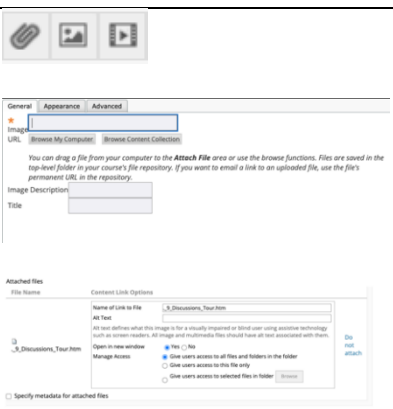 General Appearance Advanced
* Image URL
Browse My Computer Browse Content Collection
You can drag a file from your computer to the Attach File area or use the browse functions. Files are saved in the
top-level folder in your course's file repository. If you want to email a link to an uploaded file, use the file's
permanent URL in the repository.
Image Description
Title
Attached files
File Name Content Link Options
_9_Discussions_Tour.htm
Name of Link to File _9_Discussions_Tour.htm
Alt Text
Alt text defines what this image is for a visually impaired or blind user using assistive technology
such as screen readers. All image and multimedia files should have alt text associated with them.
Open in new window Yes No
Manage Access Give users access to all files and folders in the folder
Give users access to this file only
Give users access to selected files in folder Browse
Do
not
attach
Specify metadata for attached files